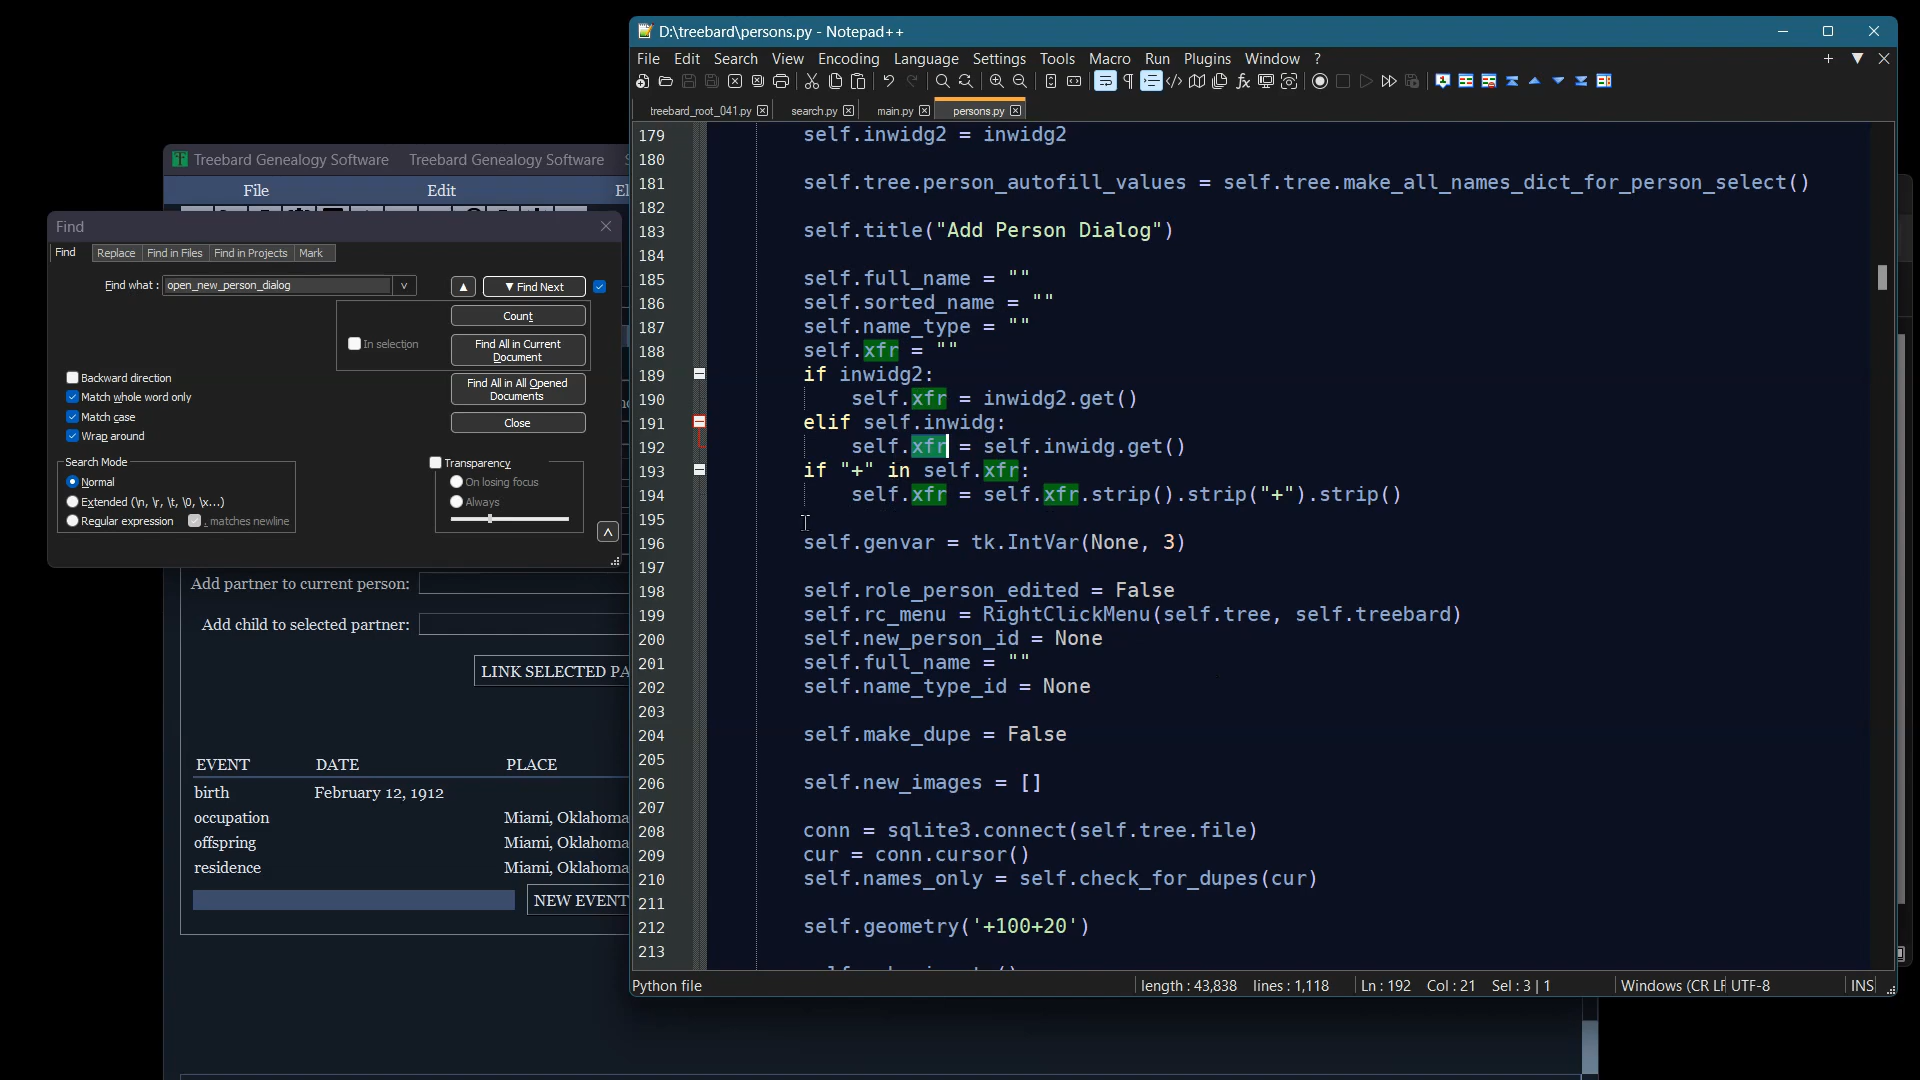 D:\treebard\persons.py - Notepad++
File Edit Search View Encoding Language Settings Tools Macro Run Plugins Window ?
treebard_root_041.py search.py main.py persons.py
179 self.inwidg2 = inwidg2
180
181 self.tree.person_autofill_values = self.tree.make_all_names_dict_for_person_select()
182
183 self.title("Add Person Dialog")
184
185 self.full_name = ""
186 self.sorted_name = ""
187 self.name_type = ""
188 self.xfr = ""
189 if inwidg2:
190 self.xfr = inwidg2.get()
191 elif self.inwidg:
192 self.xfr = self.inwidg.get()
193 if "+" in self.xfr:
194 self.xfr = self.xfr.strip().strip("+").strip()
195
196 self.genvar = tk.IntVar(None, 3)
197
198 self.role_person_edited = False
199 self.rc_menu = RightClickMenu(self.tree, self.treebard)
200 self.new_person_id = None
201 self.full_name = ""
202 self.name_type_id = None
203
204 self.make_dupe = False
205
206 self.new_images = []
207
208 conn = sqlite3.connect(self.tree.file)
209 cur = conn.cursor()
210 self.names_only = self.check_for_dupes(cur)
211
212 self.geometry('+100+20')
213
Python file length : 43,838 lines : 1,118 Ln : 192 Col : 21 Sel : 3 | 1 Windows (CR LF UTF-8 INS
Treebard Genealogy Software Treebard Genealogy Software
File Edit El
Find
Find Replace Find in Files Find in Projects Mark
Find what : open_new_person_dialog ▲ ▼ Find Next
Count
In selection
Find All in Current
Document
Find All in All Opened
Documents
Close
Backward direction
Match whole word only
Match case
Wrap around
Search Mode
Normal
Extended (\n, \r, \t, \0, \x...)
Regular expression . matches newline
Transparency
On losing focus
Always
Add partner to current person:
Add child to selected partner:
LINK SELECTED PA
EVENT DATE PLACE
birth February 12, 1912
occupation Miami, Oklahoma
offspring Miami, Oklahoma
residence Miami, Oklahoma
NEW EVENT